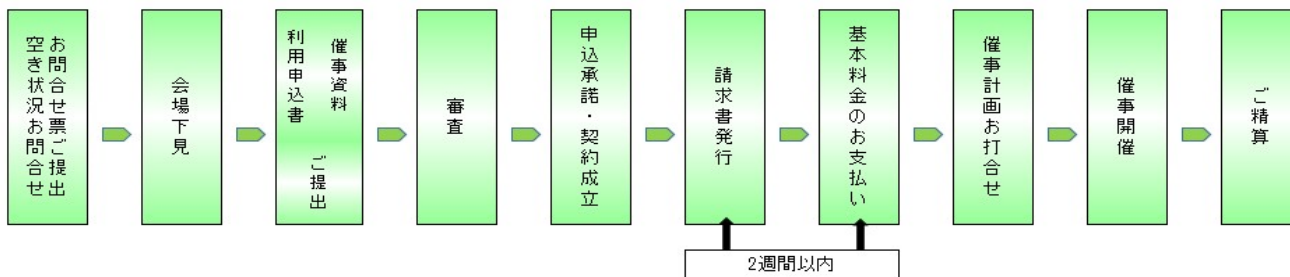 お問合せ票ご提出
空き状況お問合せ
会場下見
催事資料
利用申込書
ご提出
審査
申込承諾・契約成立
請求書発行
基本料金のお支払い
催事計画お打合せ
催事開催
ご精算
2週間以内